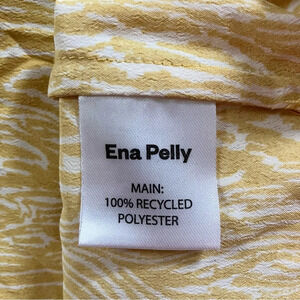 Ena Pelly
MAIN:
100% RECYCLED
POLYESTER